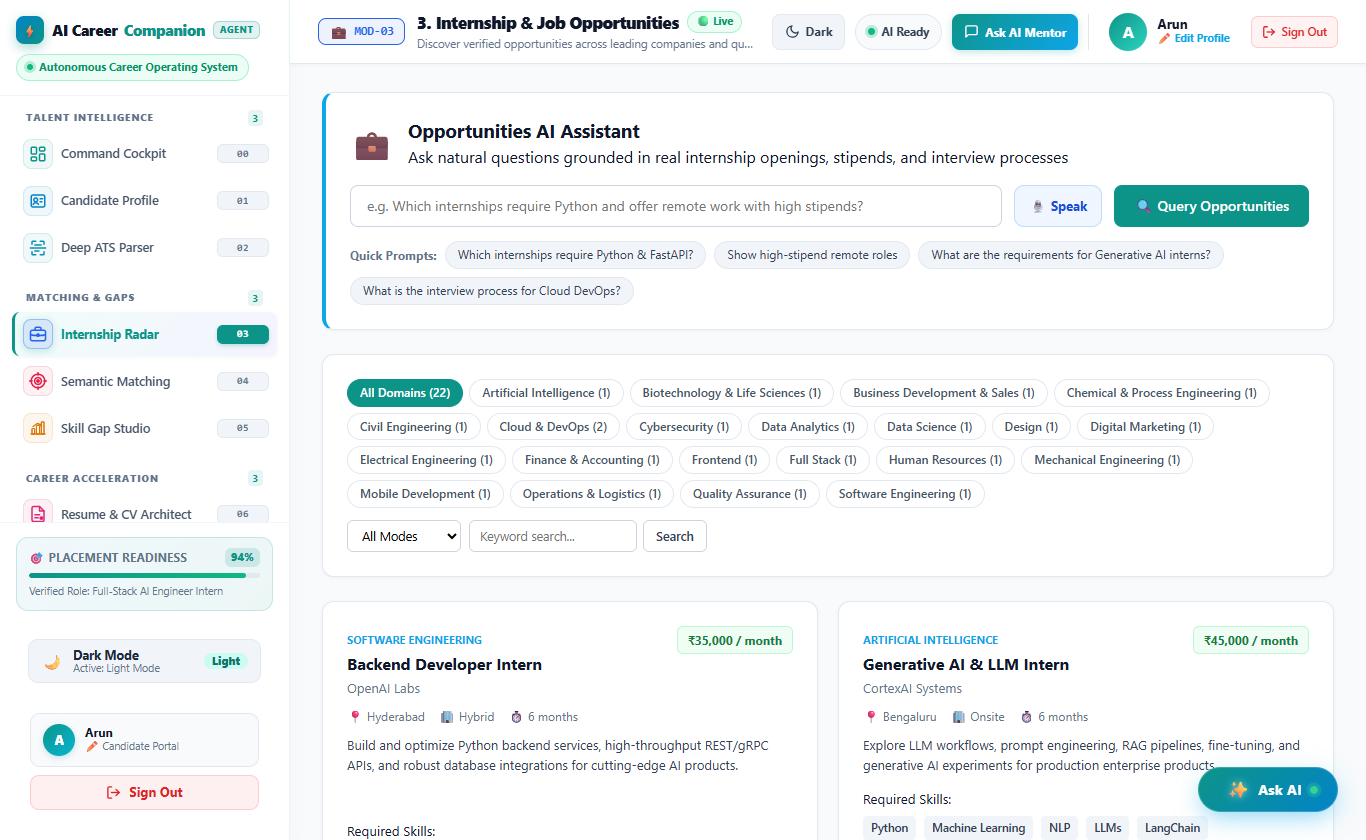 AI Career Companion AGENT
Autonomous Career Operating System
TALENT INTELLIGENCE 3
Command Cockpit 00
Candidate Profile 01
Deep ATS Parser 02
MATCHING & GAPS 3
Internship Radar 03
Semantic Matching 04
Skill Gap Studio 05
CAREER ACCELERATION 3
Resume & CV Architect 06
PLACEMENT READINESS 94%
Verified Role: Full-Stack AI Engineer Intern
Dark Mode
Active: Light Mode
Light
A
Arun
Candidate Portal
Sign Out
MOD-03
3. Internship & Job Opportunities Live
Discover verified opportunities across leading companies and qu...
Dark
AI Ready
Ask AI Mentor
A
Arun
Edit Profile
Sign Out
Opportunities AI Assistant
Ask natural questions grounded in real internship openings, stipends, and interview processes
e.g. Which internships require Python and offer remote work with high stipends?
Speak
Query Opportunities
Quick Prompts: Which internships require Python & FastAPI? Show high-stipend remote roles What are the requirements for Generative AI interns?
What is the interview process for Cloud DevOps?
All Domains (22) Artificial Intelligence (1) Biotechnology & Life Sciences (1) Business Development & Sales (1) Chemical & Process Engineering (1)
Civil Engineering (1) Cloud & DevOps (2) Cybersecurity (1) Data Analytics (1) Data Science (1) Design (1) Digital Marketing (1)
Electrical Engineering (1) Finance & Accounting (1) Frontend (1) Full Stack (1) Human Resources (1) Mechanical Engineering (1)
Mobile Development (1) Operations & Logistics (1) Quality Assurance (1) Software Engineering (1)
All Modes Keyword search... Search
SOFTWARE ENGINEERING ₹35,000 / month
Backend Developer Intern
OpenAI Labs
Hyderabad Hybrid 6 months
Build and optimize Python backend services, high-throughput REST/gRPC
APIs, and robust database integrations for cutting-edge AI products.
Required Skills:
ARTIFICIAL INTELLIGENCE ₹45,000 / month
Generative AI & LLM Intern
CortexAI Systems
Bengaluru Onsite 6 months
Explore LLM workflows, prompt engineering, RAG pipelines, fine-tuning, and
generative AI experiments for production enterprise products.
Required Skills:
Python Machine Learning NLP LLMs LangChain
Ask AI